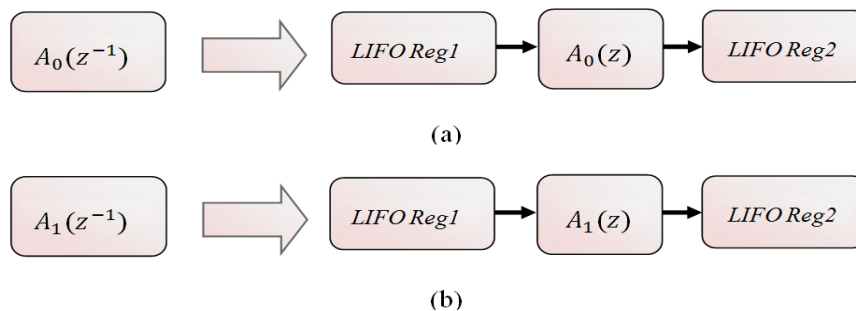 A₀(z⁻¹) LIFO Reg1 A₀(z) LIFO Reg2
(a)
A₁(z⁻¹) LIFO Reg1 A₁(z) LIFO Reg2
(b)